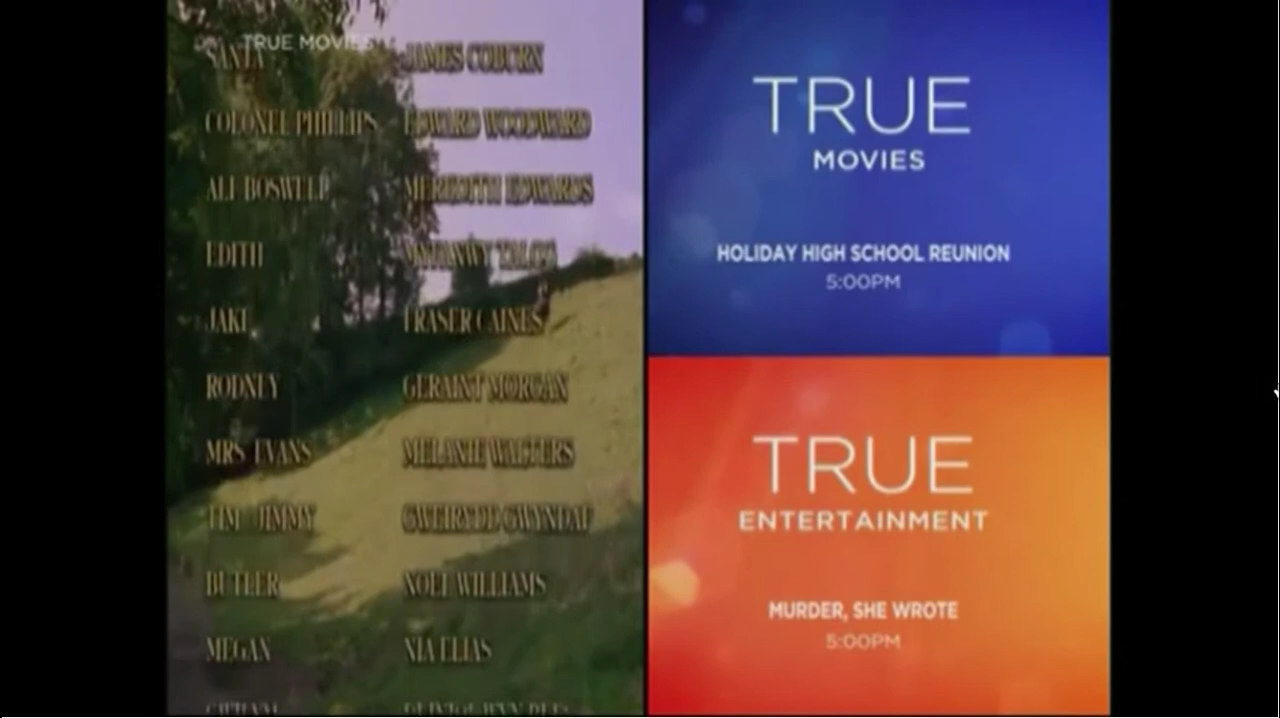 TRUE MOVIES
SANTA JAMES COBURN
COLONEL PHILLIPS EDWARD WOODWARD
ALF BOSWELL MEREDITH EDWARDS
EDITH
JAKE FRASER CAINES
RODNEY GERAINT MORGAN
MRS EVANS MELANIE WALTERS
JIMMY
BUTLER NOEL WILLIAMS
MEGAN NIA ELIAS
TRUE
MOVIES
HOLIDAY HIGH SCHOOL REUNION
5:00PM
TRUE
ENTERTAINMENT
MURDER, SHE WROTE
5:00PM